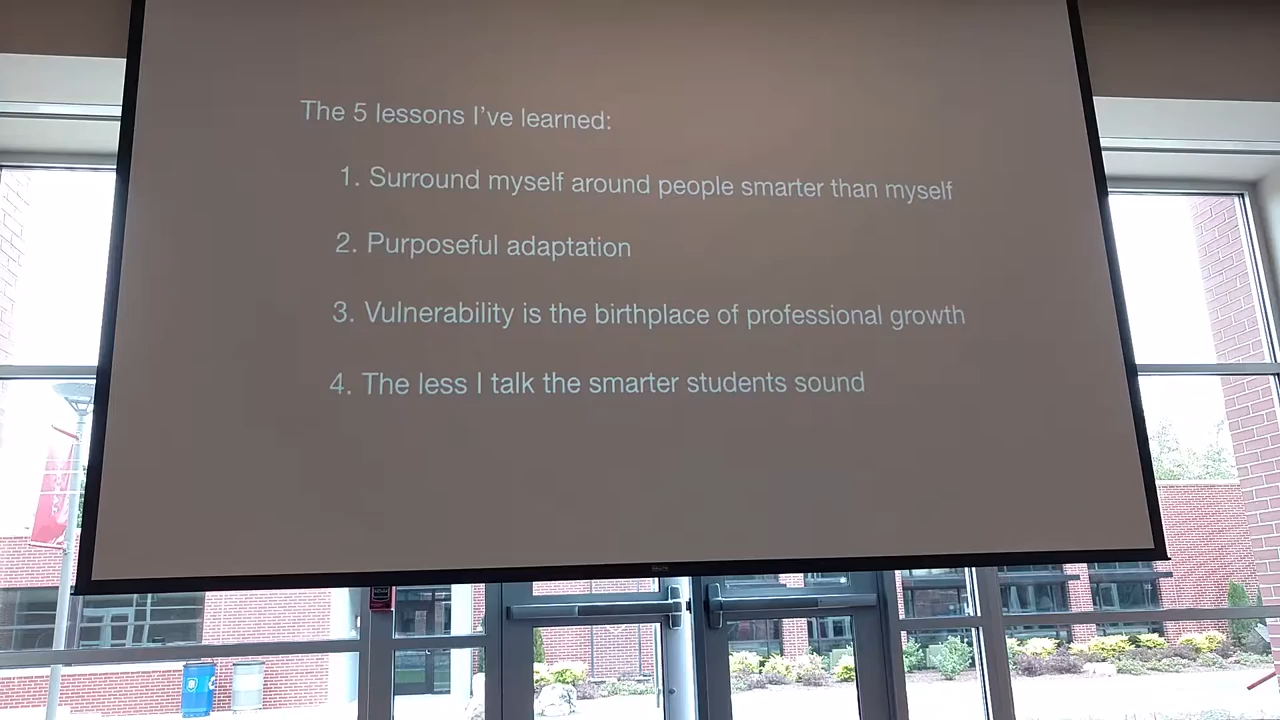 The 5 lessons I've learned:
1. Surround myself around people smarter than myself
2. Purposeful adaptation
3. Vulnerability is the birthplace of professional growth
4. The less I talk the smarter students sound